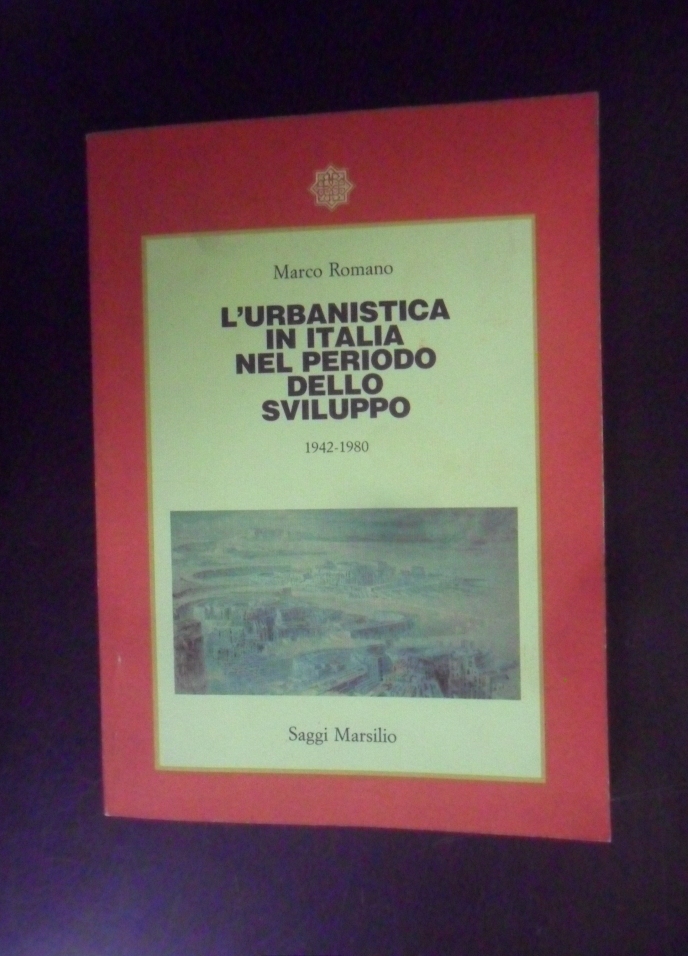 Marco Romano
L'URBANISTICA
IN ITALIA
NEL PERIODO
DELLO
SVILUPPO
1942-1980
Saggi Marsilio